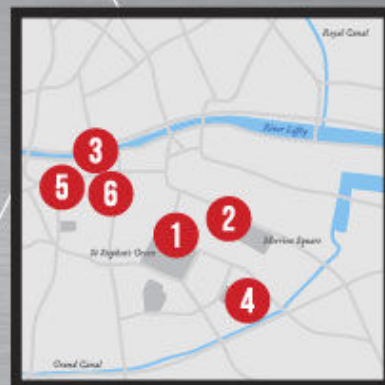 Royal Canal
River Liffey
3
5
6
2
1
Merrion Square
St Stephen's Green
4
Grand Canal